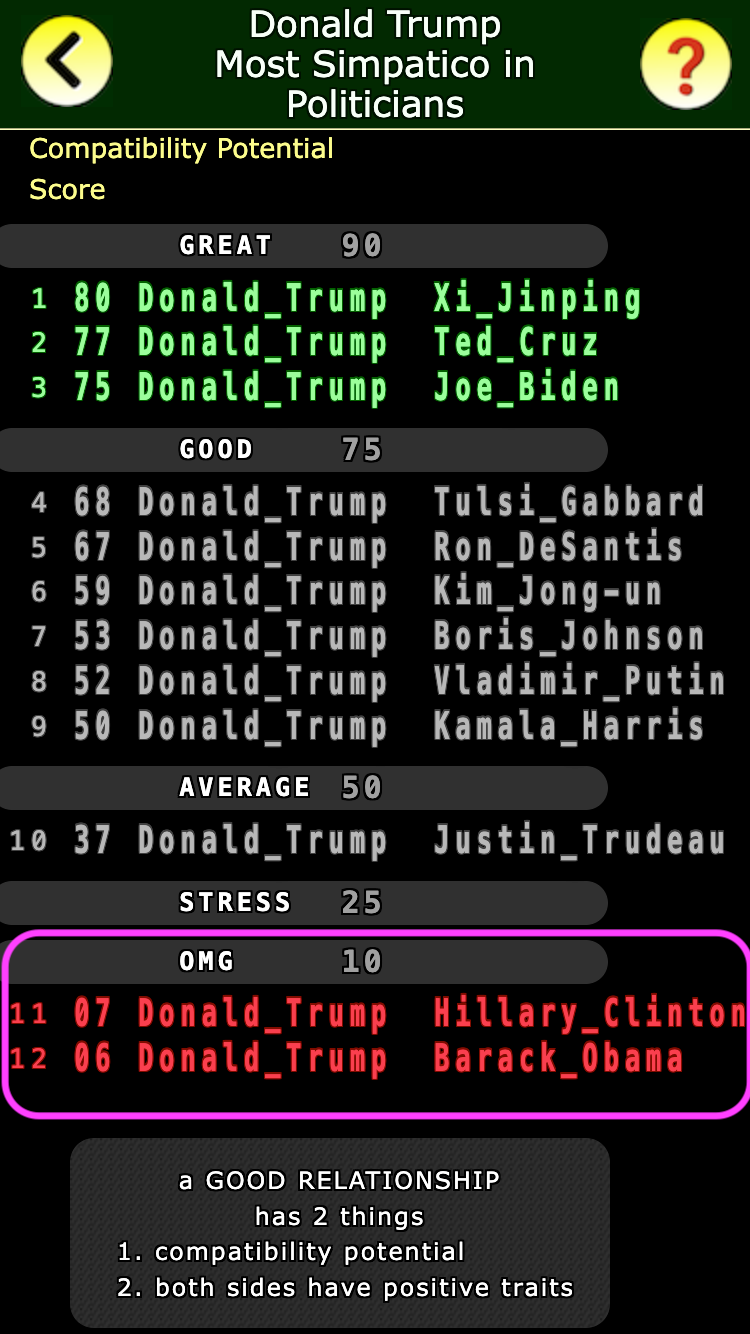 Donald Trump
Most Simpatico in
Politicians
?
Compatibility Potential
Score
GREAT 90
1 80 Donald_Trump Xi_Jinping
2 77 Donald_Trump Ted_Cruz
3 75 Donald_Trump Joe_Biden
GOOD 75
4 68 Donald_Trump Tulsi_Gabbard
5 67 Donald_Trump Ron_DeSantis
6 59 Donald_Trump Kim_Jong-un
7 53 Donald_Trump Boris_Johnson
8 52 Donald_Trump Vladimir_Putin
9 50 Donald_Trump Kamala_Harris
AVERAGE 50
10 37 Donald_Trump Justin_Trudeau
STRESS 25
OMG 10
11 07 Donald_Trump Hillary_Clinton
12 06 Donald_Trump Barack_Obama
a GOOD RELATIONSHIP
has 2 things
1. compatibility potential
2. both sides have positive traits